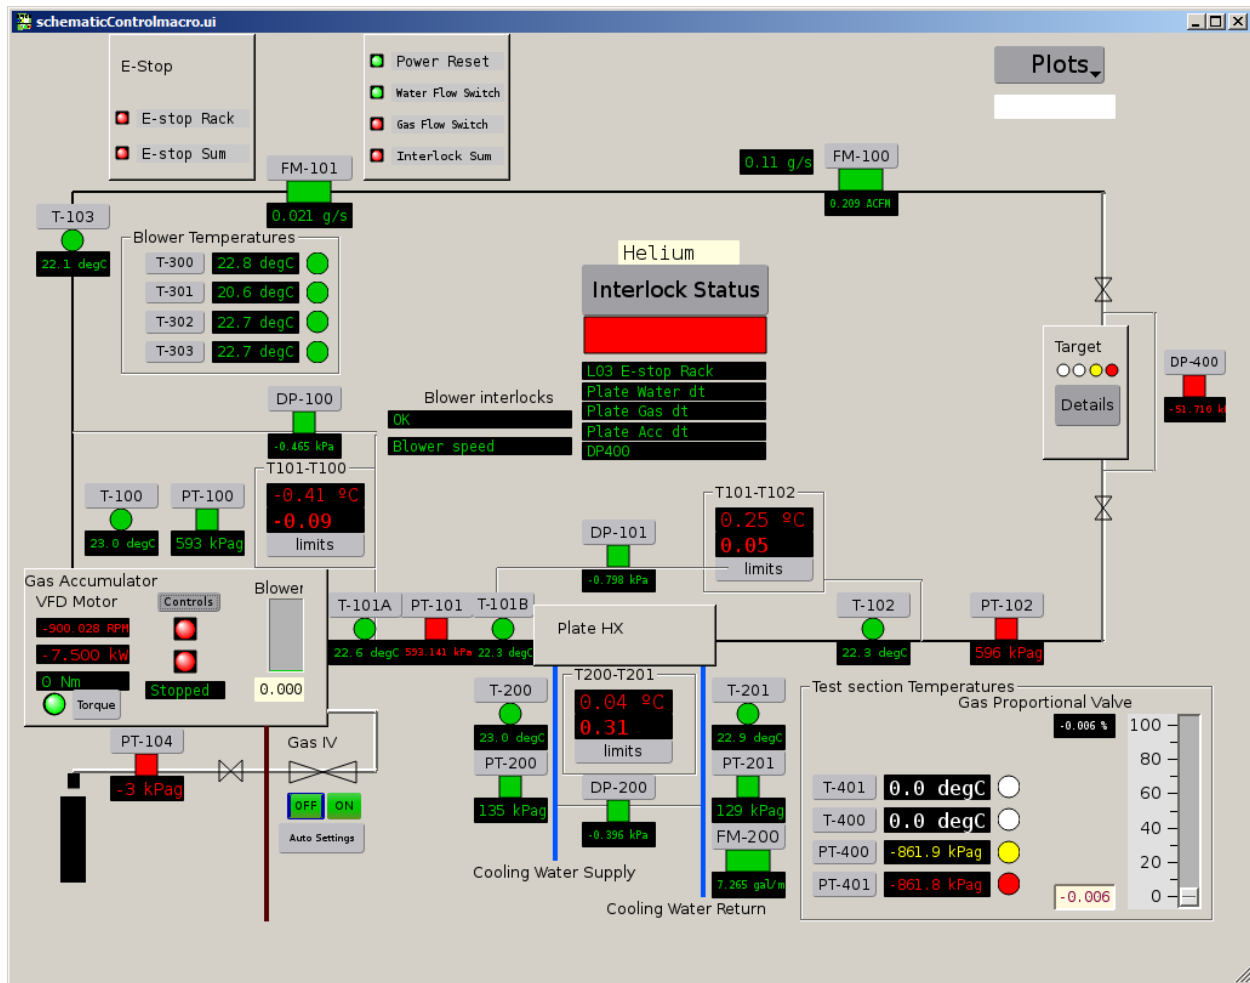 schematicControlmacro.ui
E-Stop
E-stop Rack
E-stop Sum
Power Reset
Water Flow Switch
Gas Flow Switch
Interlock Sum
Plots
FM-101
0.021 g/s
0.11 g/s
FM-100
0.209 ACFM
T-103
22.1 degC
Blower Temperatures
T-300 22.8 degC
T-301 20.6 degC
T-302 22.7 degC
T-303 22.7 degC
Helium
Interlock Status
L03 E-stop Rack
Plate Water dt
Plate Gas dt
Plate Acc dt
DP400
Blower interlocks
OK
Blower speed
Target
Details
DP-400
-51.710 k
DP-100
-0.465 kPa
T101-T100
-0.41 ºC
-0.09
limits
T-100
23.0 degC
PT-100
593 kPag
T101-T102
0.25 ºC
0.05
limits
DP-101
-0.798 kPa
Gas Accumulator
VFD Motor
Controls
Blower
-900.028 RPM
-7.500 kW
0 Nm
Stopped
0.000
Torque
T-101A
22.6 degC
PT-101
593.141 kPa
T-101B
22.3 degC
Plate HX
T-102
22.3 degC
PT-102
596 kPag
T-200
23.0 degC
PT-200
135 kPag
T200-T201
0.04 ºC
0.31
limits
DP-200
-0.396 kPa
T-201
22.9 degC
PT-201
129 kPag
FM-200
7.265 gal/m
Cooling Water Supply
Cooling Water Return
PT-104
-3 kPag
Gas IV
OFF ON
Auto Settings
Test section Temperatures
Gas Proportional Valve
-0.006 %
100
80
60
40
20
0
T-401 0.0 degC
T-400 0.0 degC
PT-400 -861.9 kPag
PT-401 -861.8 kPag
-0.006